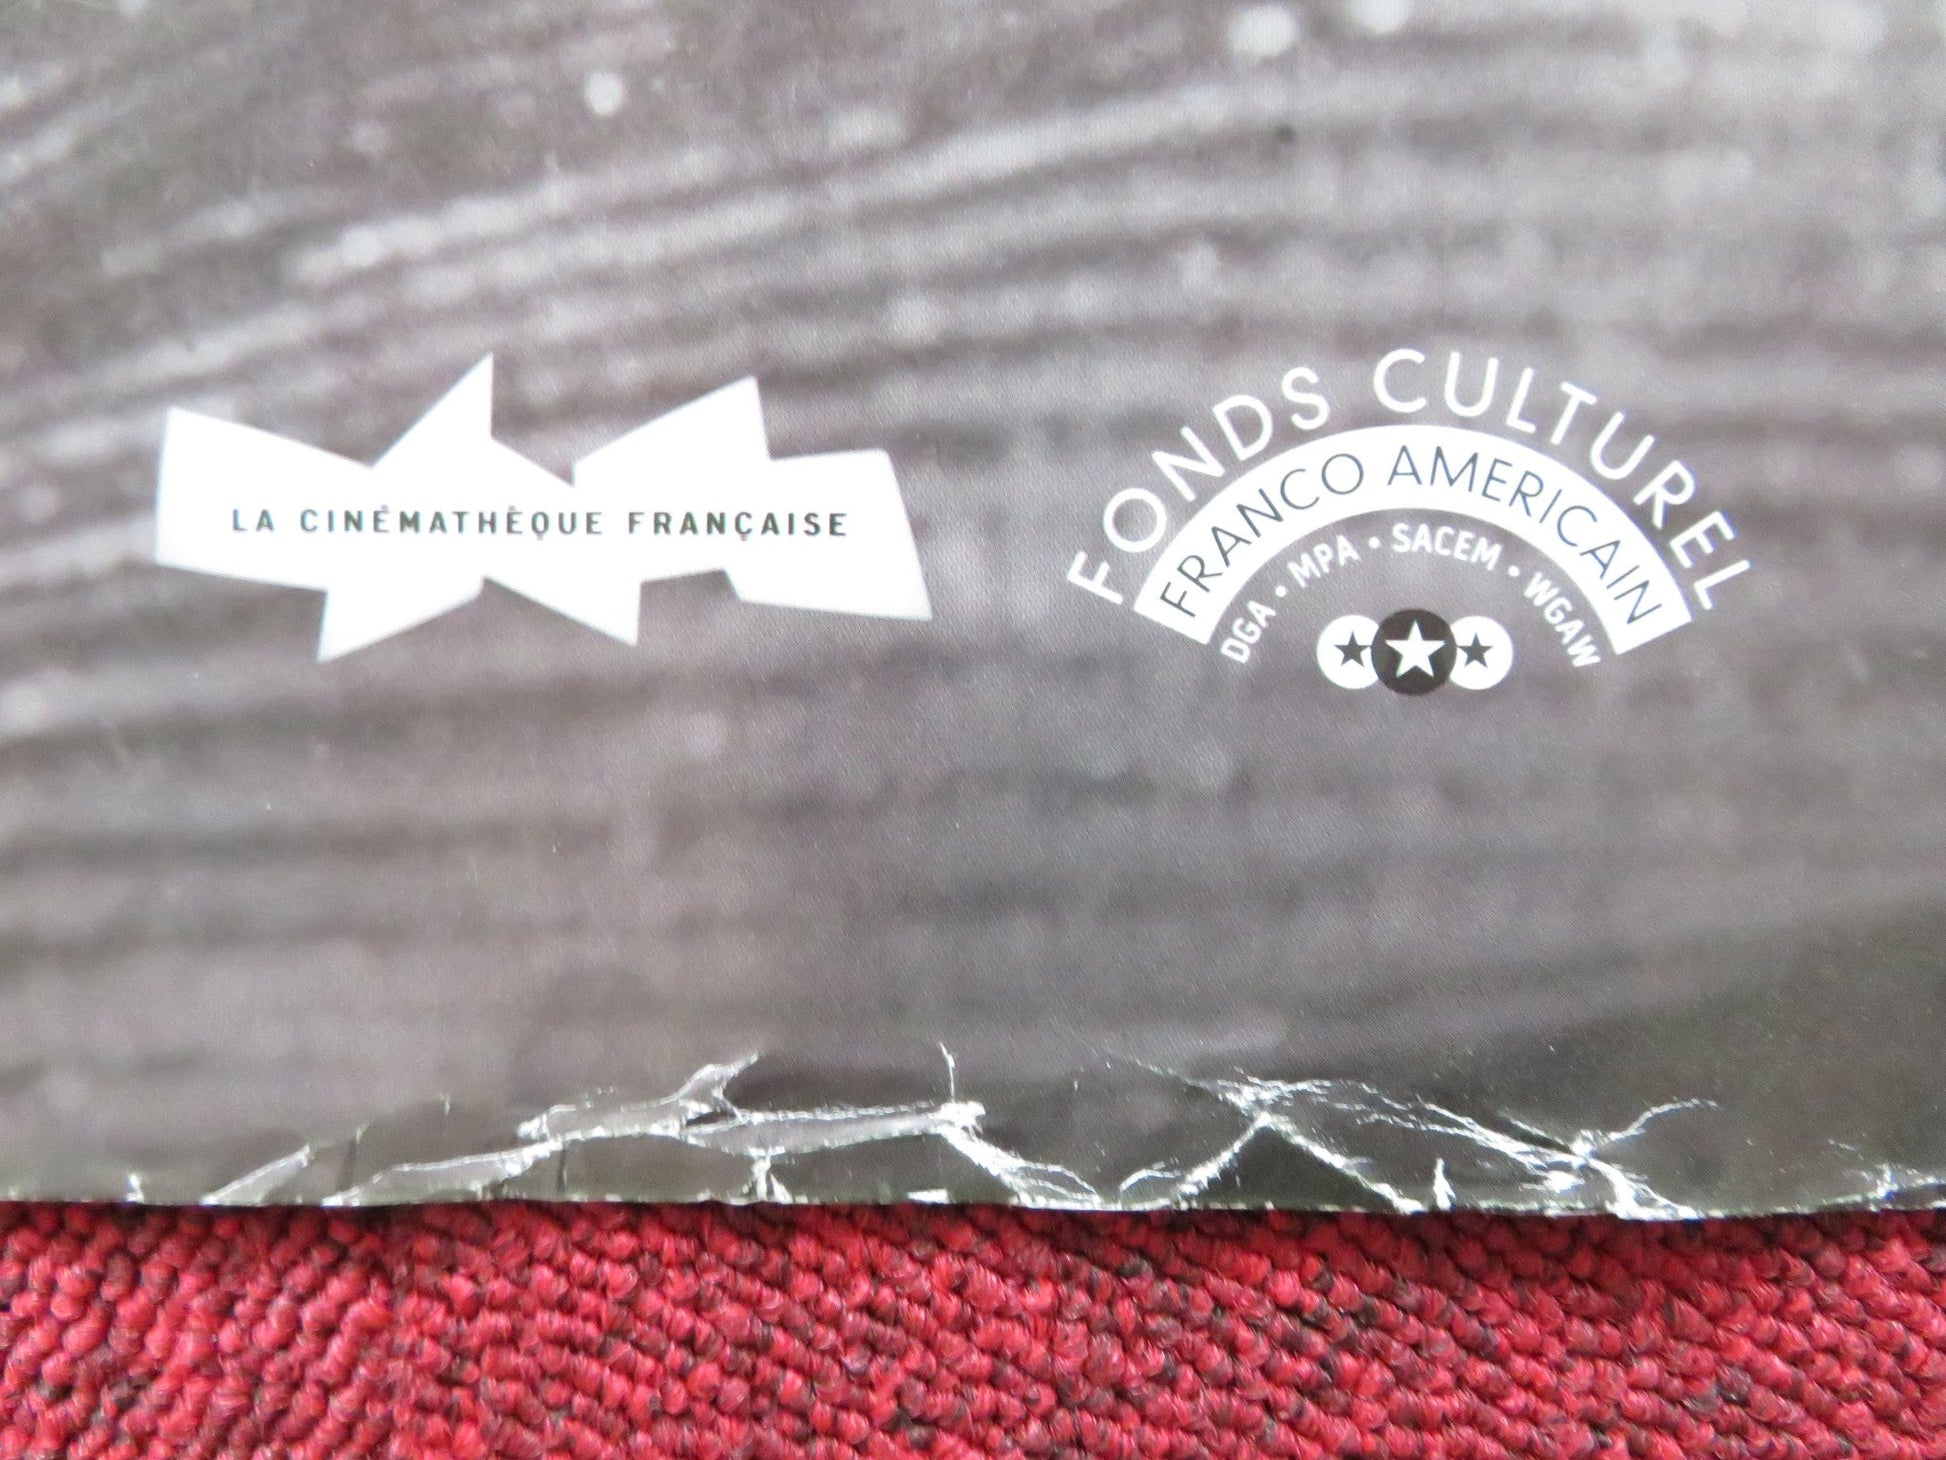 LA CINÉMATHÈQUE FRANÇAISE
FONDS CULTUREL
FRANCO AMERICAIN
DGA • MPA • SACEM • WGAW